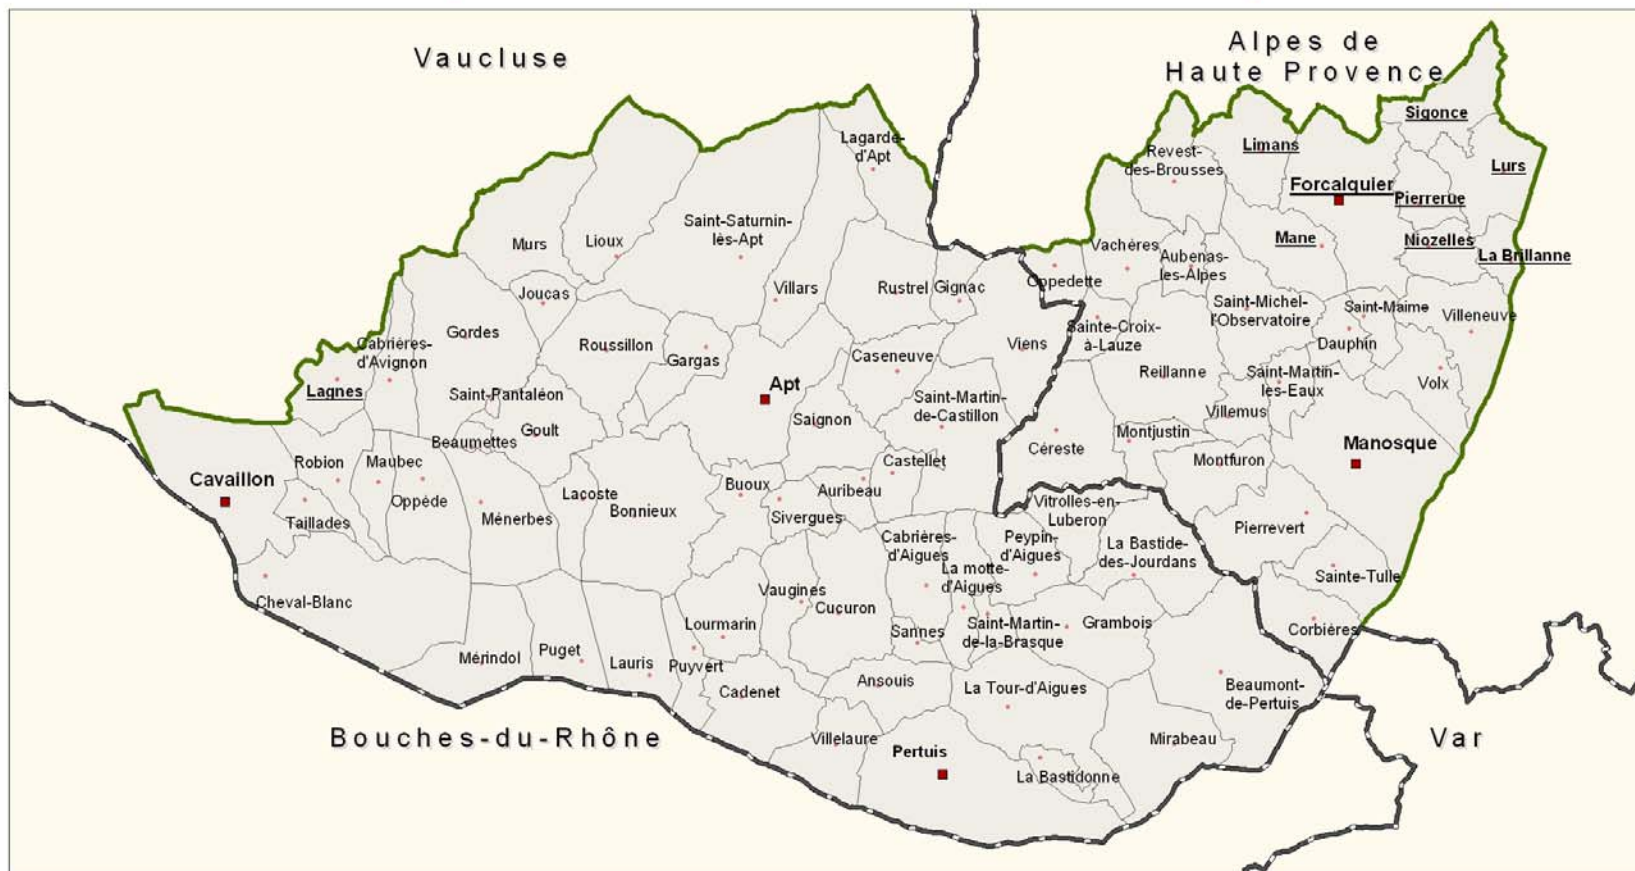 Vaucluse
Alpes de
Haute Provence
Sigonce
Lagarde-
d'Apt
Revest-
des-Brousses
Limans
Lurs
Forcalquier
Pierrerue
Saint-Saturnin-
lès-Apt
Murs
Lioux
Vachères
Aubenas-
les-Alpes
Mane
Niozelles
La Brillanne
Joucas
Villars
Rustrel
Gignac
Oppedette
Saint-Michel-
l'Observatoire
Saint-Maime
Villeneuve
Gordes
Cabrières-
d'Avignon
Roussillon
Gargas
Caseneuve
Viens
Sainte-Croix-
à-Lauze
Dauphin
Reillanne
Saint-Martin-
les-Eaux
Volx
Lagnes
Saint-Pantaléon
Apt
Saint-Martin-
de-Castillon
Villemus
Saignon
Beaumettes
Goult
Céreste
Montjustin
Manosque
Robion
Maubec
Castellet
Montfuron
Cavaillon
Oppède
Lacoste
Bonnieux
Buoux
Auribeau
Taillades
Ménerbes
Sivergues
Vitrolles-en-
Luberon
Pierrevert
Cabrières-
d'Aigues
Peypin-
d'Aigues
La Bastide-
des-Jourdans
La motte-
d'Aigues
Sainte-Tulle
Cheval-Blanc
Vaugines
Cucuron
Lourmarin
Sannes
Saint-Martin-
de-la-Brasque
Grambois
Corbières
Mérindol
Puget
Lauris
Puyvert
Cadenet
Ansouis
La Tour-d'Aigues
Beaumont-
de-Pertuis
Bouches-du-Rhône
Villelaure
Pertuis
Mirabeau
Var
La Bastidonne